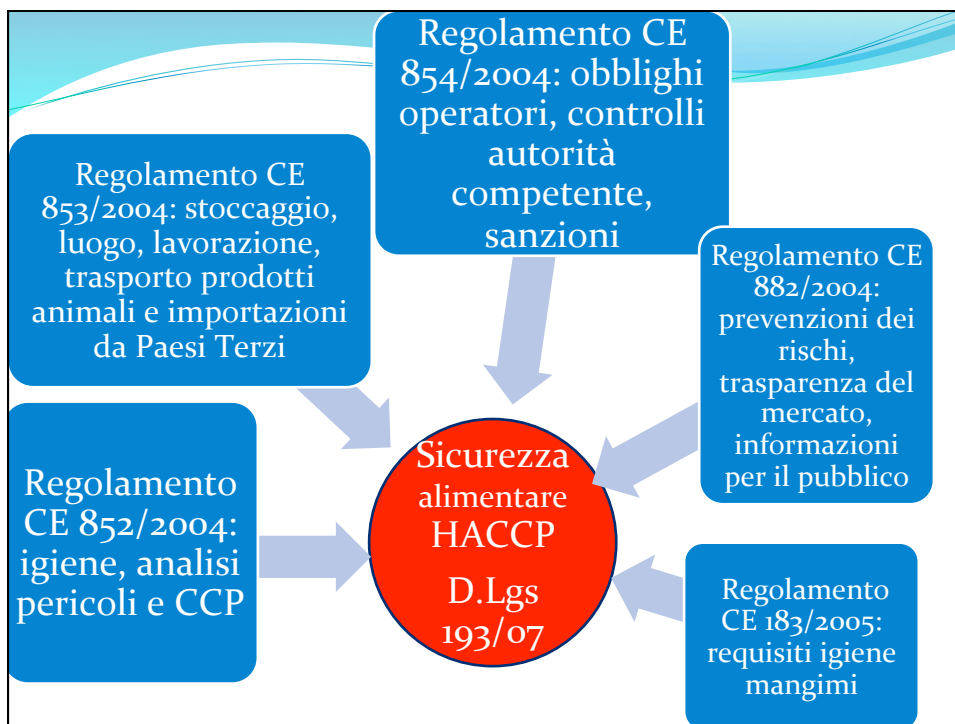 Regolamento CE
854/2004: obblighi
operatori, controlli
autorità
competente,
sanzioni
Regolamento CE
853/2004: stoccaggio,
luogo, lavorazione,
trasporto prodotti
animali e importazioni
da Paesi Terzi
Regolamento CE
882/2004:
prevenzioni dei
rischi,
trasparenza del
mercato,
informazioni
per il pubblico
Regolamento
CE 852/2004:
igiene, analisi
pericoli e CCP
Sicurezza
alimentare
HACCP
D.Lgs
193/07
Regolamento
CE 183/2005:
requisiti igiene
mangimi